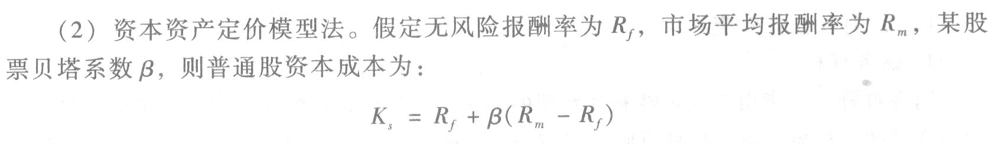 (2) 资本资产定价模型法。假定无风险报酬率为 R_f，市场平均报酬率为 R_m，某股
票贝塔系数 β，则普通股资本成本为：
K_s = R_f + β(R_m − R_f)